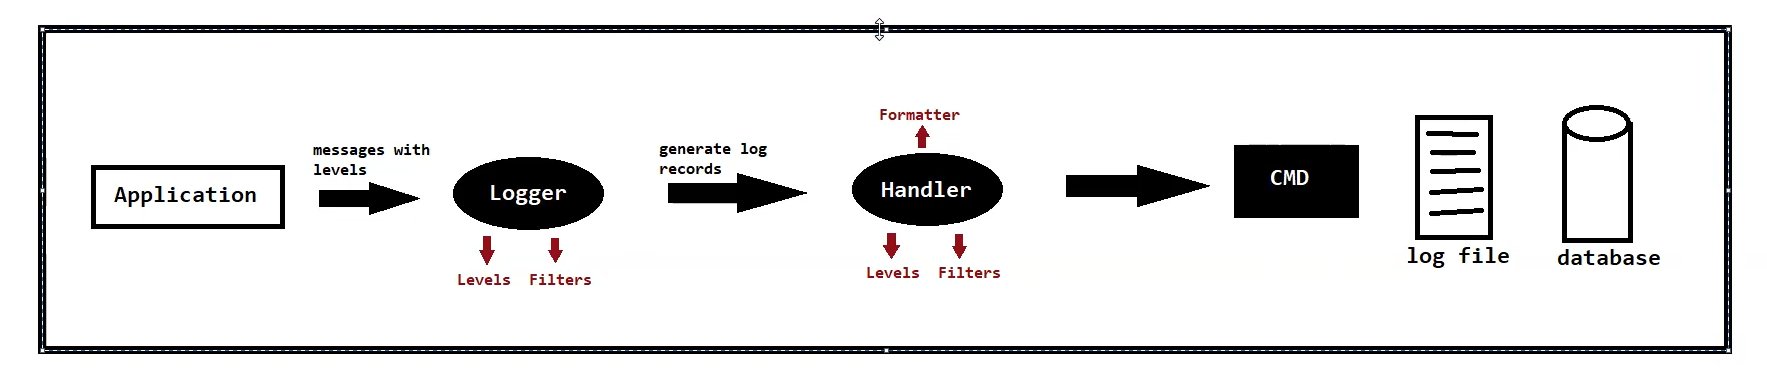 Application
messages with
levels
Logger
Levels Filters
generate log
records
Formatter
Handler
Levels Filters
CMD
log file
database